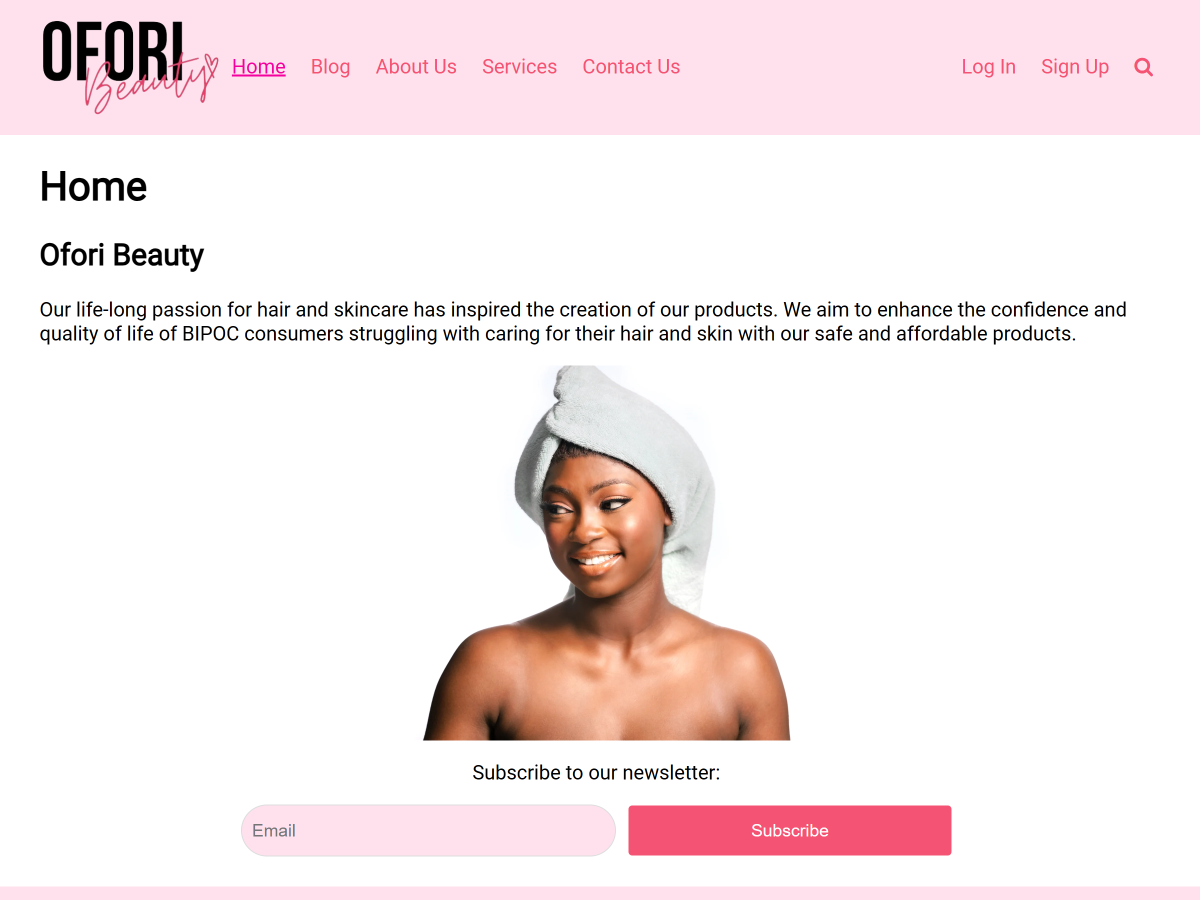 OFORI
Beauty
Home Blog About Us Services Contact Us Log In Sign Up
Home
Ofori Beauty
Our life-long passion for hair and skincare has inspired the creation of our products. We aim to enhance the confidence and
quality of life of BIPOC consumers struggling with caring for their hair and skin with our safe and affordable products.
Subscribe to our newsletter:
Email Subscribe